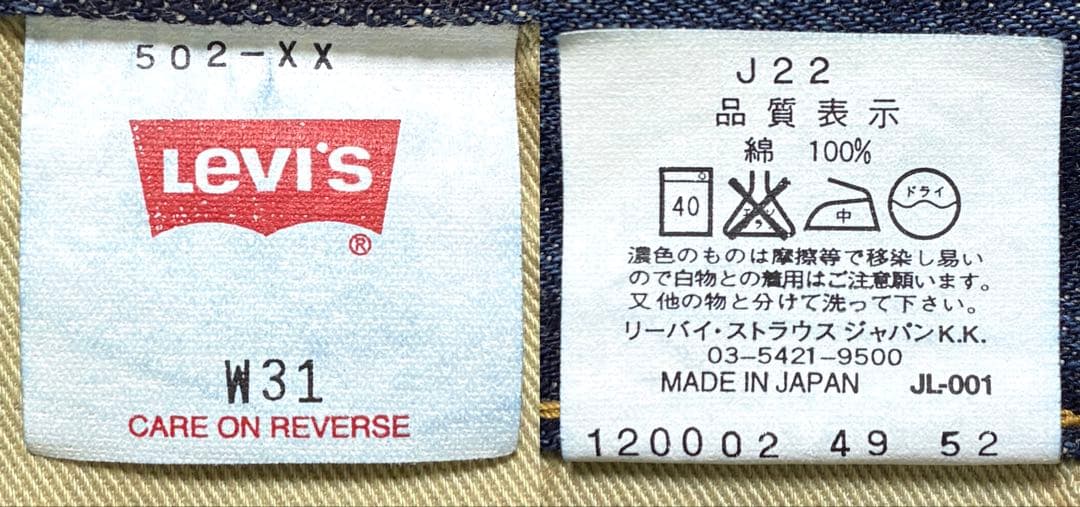 502-XX
Levi's
®
W31
CARE ON REVERSE
J22
品質表示
綿 100%
40
中
ドライ
濃色のものは摩擦等で移染し易い
ので白物との着用はご注意願います。
又他の物と分けて洗って下さい。
リーバイ・ストラウス ジャパンK.K.
03-5421-9500
MADE IN JAPAN JL-001
120002 49 52